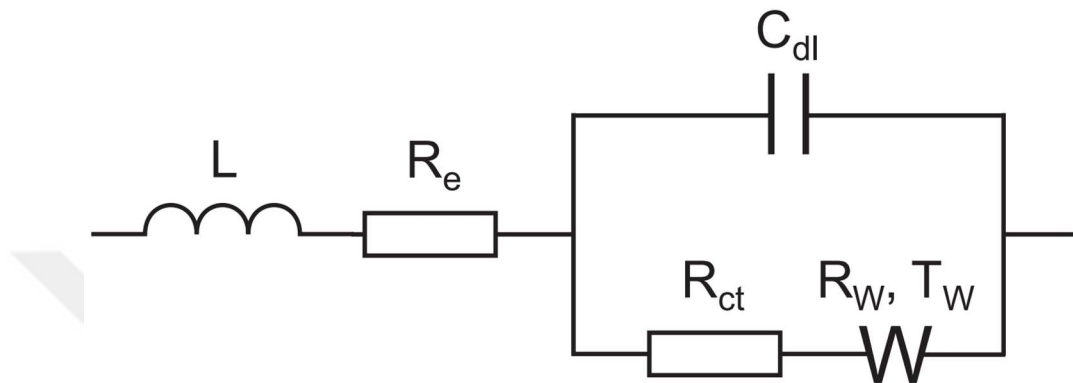 C_dl
L
R_e
R_ct
R_W, T_W
W